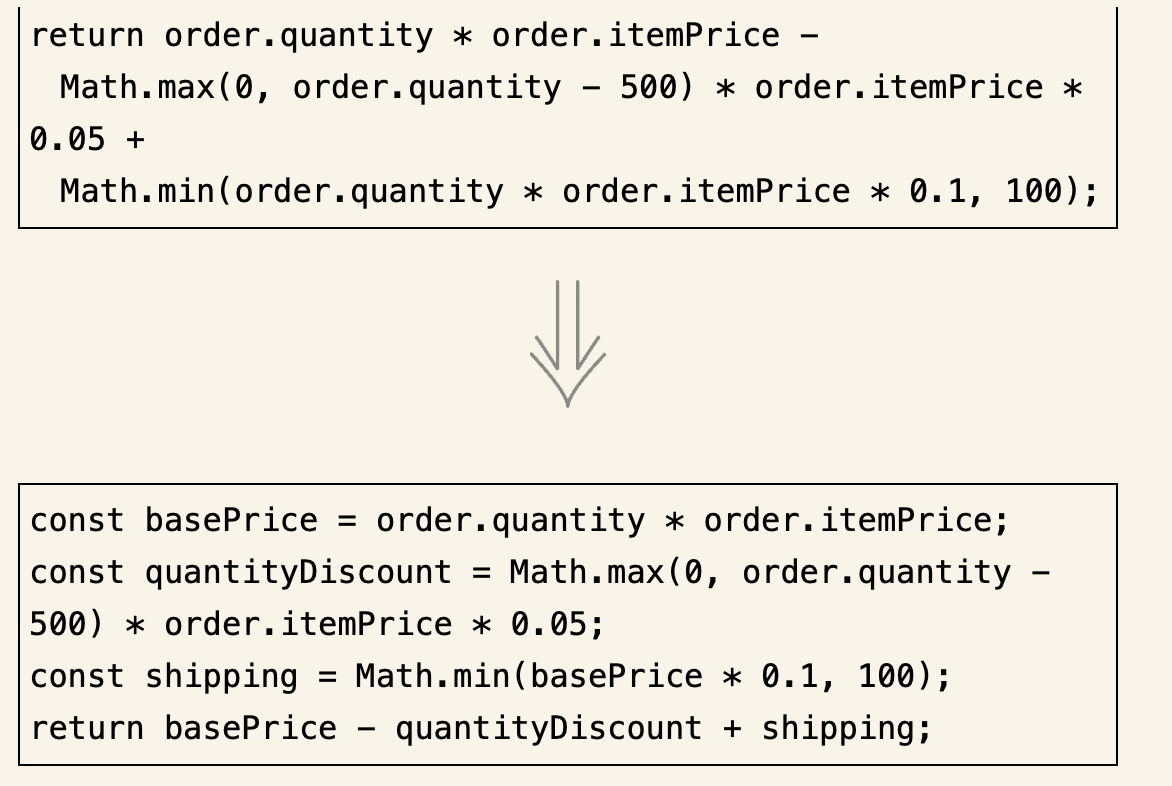 return order.quantity * order.itemPrice -
  Math.max(0, order.quantity - 500) * order.itemPrice *
0.05 +
  Math.min(order.quantity * order.itemPrice * 0.1, 100);
const basePrice = order.quantity * order.itemPrice;
const quantityDiscount = Math.max(0, order.quantity -
500) * order.itemPrice * 0.05;
const shipping = Math.min(basePrice * 0.1, 100);
return basePrice - quantityDiscount + shipping;